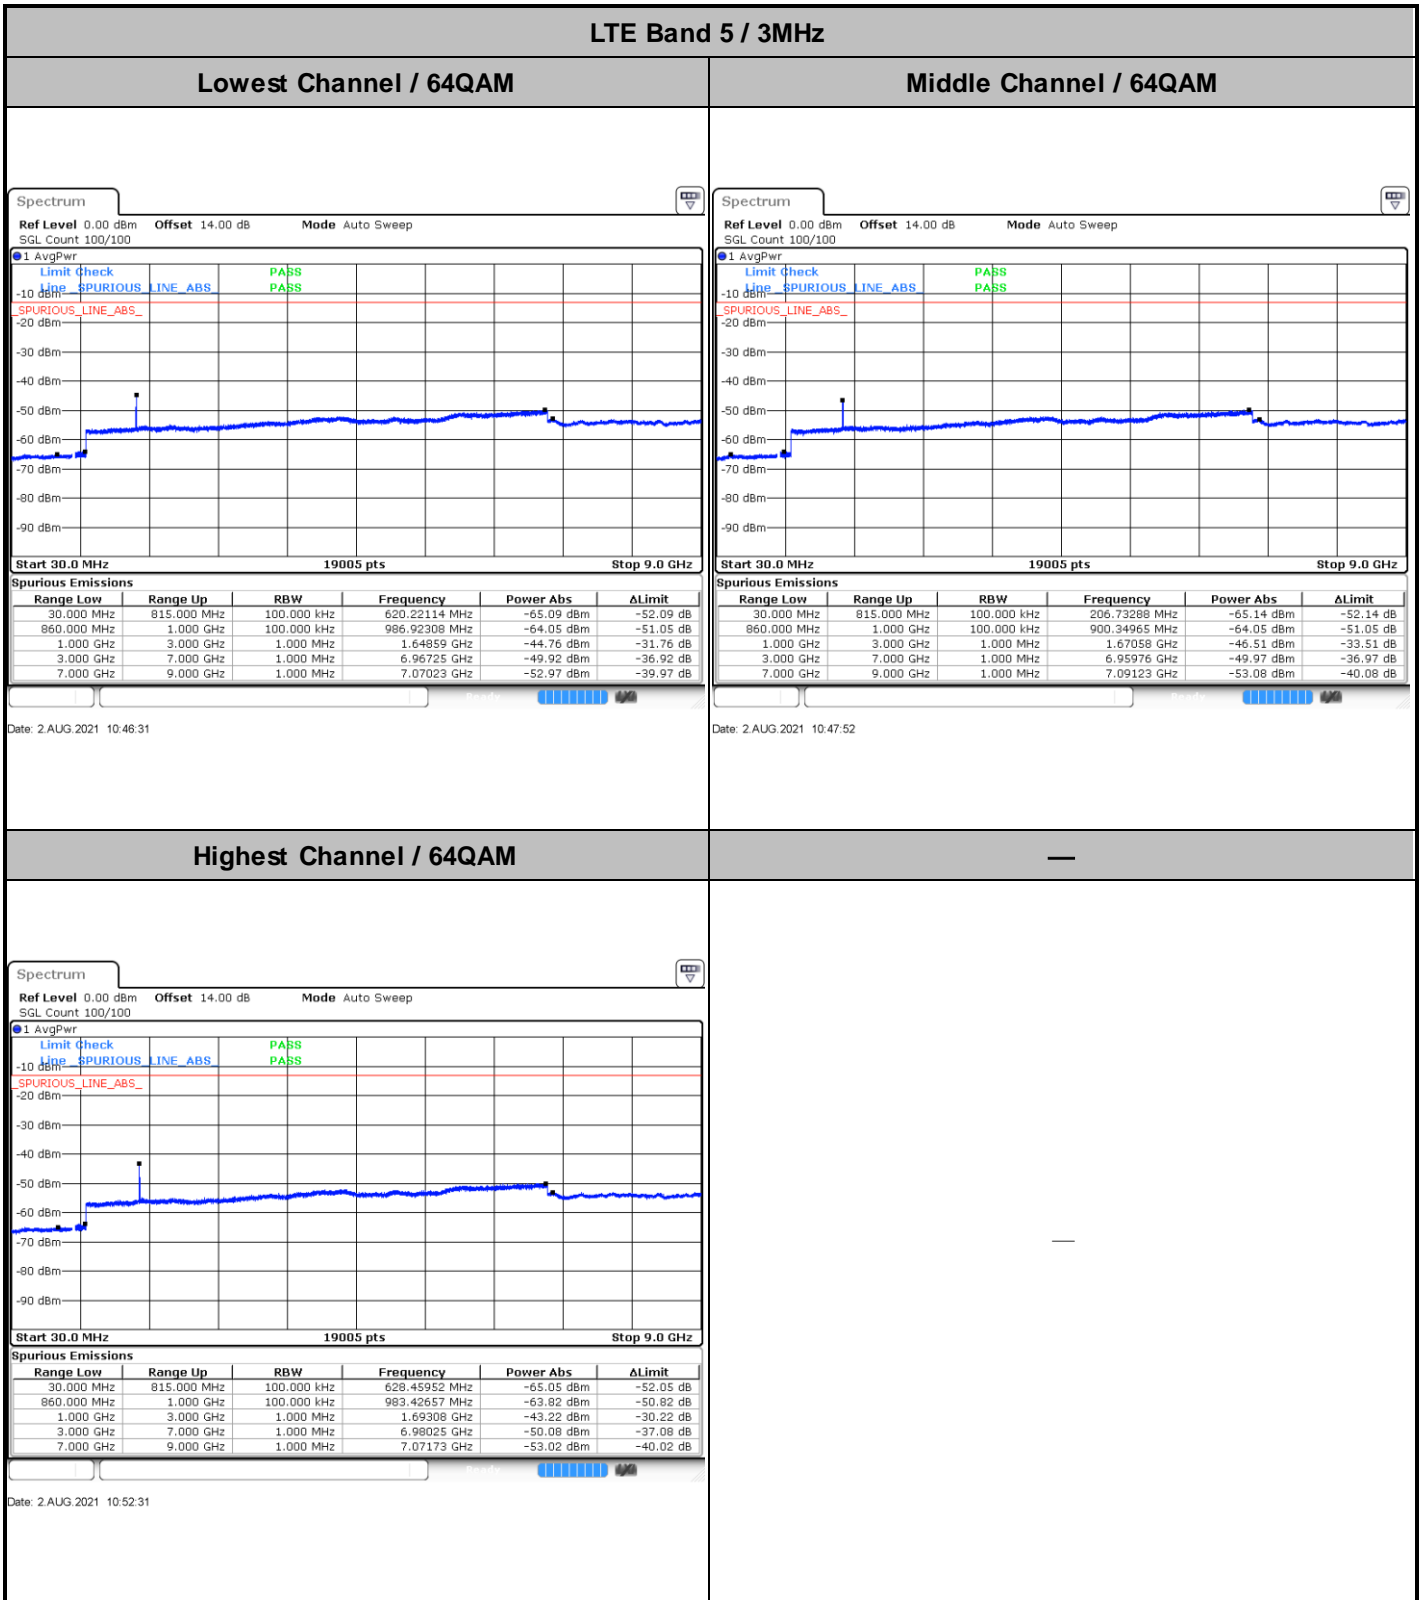 LTE Band 5 / 3MHz
Lowest Channel / 64QAM
Middle Channel / 64QAM
Spectrum
Ref Level 0.00 dBm Offset 14.00 dB Mode Auto Sweep
SGL Count 100/100
1 AvgPwr
Limit Check PASS
Line _SPURIOUS_LINE_ABS_ PASS
-10 dBm
_SPURIOUS_LINE_ABS_
-20 dBm
-30 dBm
-40 dBm
-50 dBm
-60 dBm
-70 dBm
-80 dBm
-90 dBm
Start 30.0 MHz 19005 pts Stop 9.0 GHz
Spurious Emissions
Range Low Range Up RBW Frequency Power Abs ΔLimit
30.000 MHz 815.000 MHz 100.000 kHz 620.22114 MHz -65.09 dBm -52.09 dB
860.000 MHz 1.000 GHz 100.000 kHz 986.92308 MHz -64.05 dBm -51.05 dB
1.000 GHz 3.000 GHz 1.000 MHz 1.64859 GHz -44.76 dBm -31.76 dB
3.000 GHz 7.000 GHz 1.000 MHz 6.96725 GHz -49.92 dBm -36.92 dB
7.000 GHz 9.000 GHz 1.000 MHz 7.07023 GHz -52.97 dBm -39.97 dB
Ready
Date: 2.AUG.2021 10:46:31
Spectrum
Ref Level 0.00 dBm Offset 14.00 dB Mode Auto Sweep
SGL Count 100/100
1 AvgPwr
Limit Check PASS
Line _SPURIOUS_LINE_ABS_ PASS
-10 dBm
_SPURIOUS_LINE_ABS_
-20 dBm
-30 dBm
-40 dBm
-50 dBm
-60 dBm
-70 dBm
-80 dBm
-90 dBm
Start 30.0 MHz 19005 pts Stop 9.0 GHz
Spurious Emissions
Range Low Range Up RBW Frequency Power Abs ΔLimit
30.000 MHz 815.000 MHz 100.000 kHz 206.73288 MHz -65.14 dBm -52.14 dB
860.000 MHz 1.000 GHz 100.000 kHz 900.34965 MHz -64.05 dBm -51.05 dB
1.000 GHz 3.000 GHz 1.000 MHz 1.67058 GHz -46.51 dBm -33.51 dB
3.000 GHz 7.000 GHz 1.000 MHz 6.95976 GHz -49.97 dBm -36.97 dB
7.000 GHz 9.000 GHz 1.000 MHz 7.09123 GHz -53.08 dBm -40.08 dB
Ready
Date: 2.AUG.2021 10:47:52
Highest Channel / 64QAM
—
Spectrum
Ref Level 0.00 dBm Offset 14.00 dB Mode Auto Sweep
SGL Count 100/100
1 AvgPwr
Limit Check PASS
Line _SPURIOUS_LINE_ABS_ PASS
-10 dBm
_SPURIOUS_LINE_ABS_
-20 dBm
-30 dBm
-40 dBm
-50 dBm
-60 dBm
-70 dBm
-80 dBm
-90 dBm
Start 30.0 MHz 19005 pts Stop 9.0 GHz
Spurious Emissions
Range Low Range Up RBW Frequency Power Abs ΔLimit
30.000 MHz 815.000 MHz 100.000 kHz 628.45952 MHz -65.05 dBm -52.05 dB
860.000 MHz 1.000 GHz 100.000 kHz 983.42657 MHz -63.82 dBm -50.82 dB
1.000 GHz 3.000 GHz 1.000 MHz 1.69308 GHz -43.22 dBm -30.22 dB
3.000 GHz 7.000 GHz 1.000 MHz 6.98025 GHz -50.08 dBm -37.08 dB
7.000 GHz 9.000 GHz 1.000 MHz 7.07173 GHz -53.02 dBm -40.02 dB
Ready
Date: 2.AUG.2021 10:52:31
—